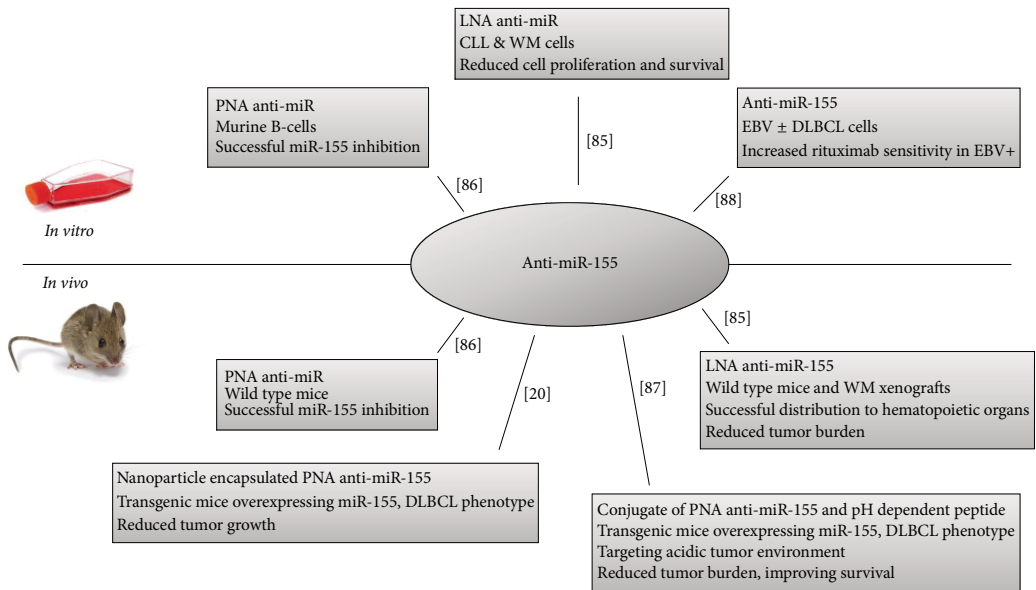 LNA anti-miR
CLL & WM cells
Reduced cell proliferation and survival
PNA anti-miR
Murine B-cells
Successful miR-155 inhibition
Anti-miR-155
EBV ± DLBCL cells
Increased rituximab sensitivity in EBV+
[85]
[86]
[88]
In vitro
Anti-miR-155
In vivo
[86]
[20]
[87]
[85]
PNA anti-miR
Wild type mice
Successful miR-155 inhibition
LNA anti-miR-155
Wild type mice and WM xenografts
Successful distribution to hematopoietic organs
Reduced tumor burden
Nanoparticle encapsulated PNA anti-miR-155
Transgenic mice overexpressing miR-155, DLBCL phenotype
Reduced tumor growth
Conjugate of PNA anti-miR-155 and pH dependent peptide
Transgenic mice overexpressing miR-155, DLBCL phenotype
Targeting acidic tumor environment
Reduced tumor burden, improving survival